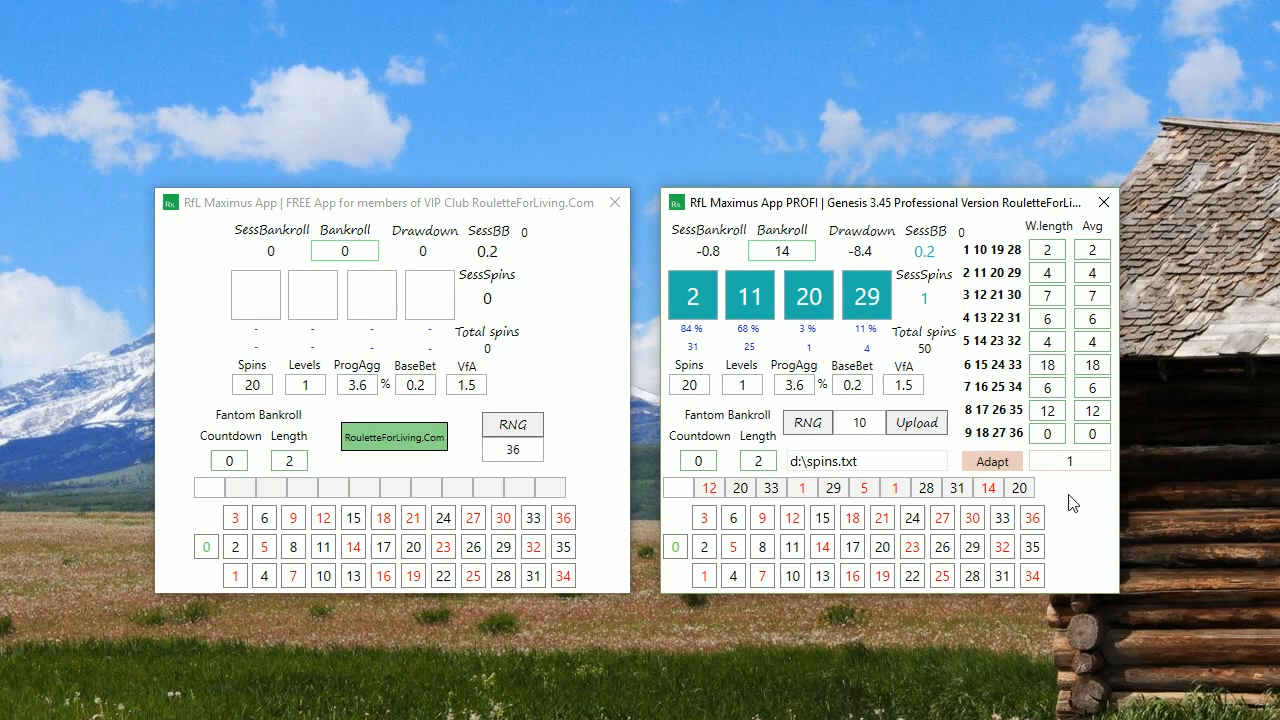 RfL RfL Maximus App | FREE App for members of VIP Club RouletteForLiving.Com
SessBankroll Bankroll Drawdown SessBB 0
0 0 0 0.2
SessSpins
0
- - - - Total spins
- - - - 0
Spins Levels ProgAgg BaseBet VfA
20 1 3.6 % 0.2 1.5
Fantom Bankroll
Countdown Length
0 2
RouletteForLiving.Com
RNG
36
3 6 9 12 15 18 21 24 27 30 33 36
0 2 5 8 11 14 17 20 23 26 29 32 35
1 4 7 10 13 16 19 22 25 28 31 34
RfL RfL Maximus App PROFI | Genesis 3.45 Professional Version RouletteForLi...
SessBankroll Bankroll Drawdown SessBB 0
-0.8 14 -8.4 0.2
2 11 20 29
SessSpins
1
84 % 68 % 3 % 11 % Total spins
31 25 1 4 50
Spins Levels ProgAgg BaseBet VfA
20 1 3.6 % 0.2 1.5
Fantom Bankroll RNG 10 Upload
Countdown Length
0 2 d:\spins.txt
W.length Avg
1 10 19 28 2 2
2 11 20 29 4 4
3 12 21 30 7 7
4 13 22 31 6 6
5 14 23 32 4 4
6 15 24 33 18 18
7 16 25 34 6 6
8 17 26 35 12 12
9 18 27 36 0 0
Adapt 1
12 20 33 1 29 5 1 28 31 14 20
3 6 9 12 15 18 21 24 27 30 33 36
0 2 5 8 11 14 17 20 23 26 29 32 35
1 4 7 10 13 16 19 22 25 28 31 34